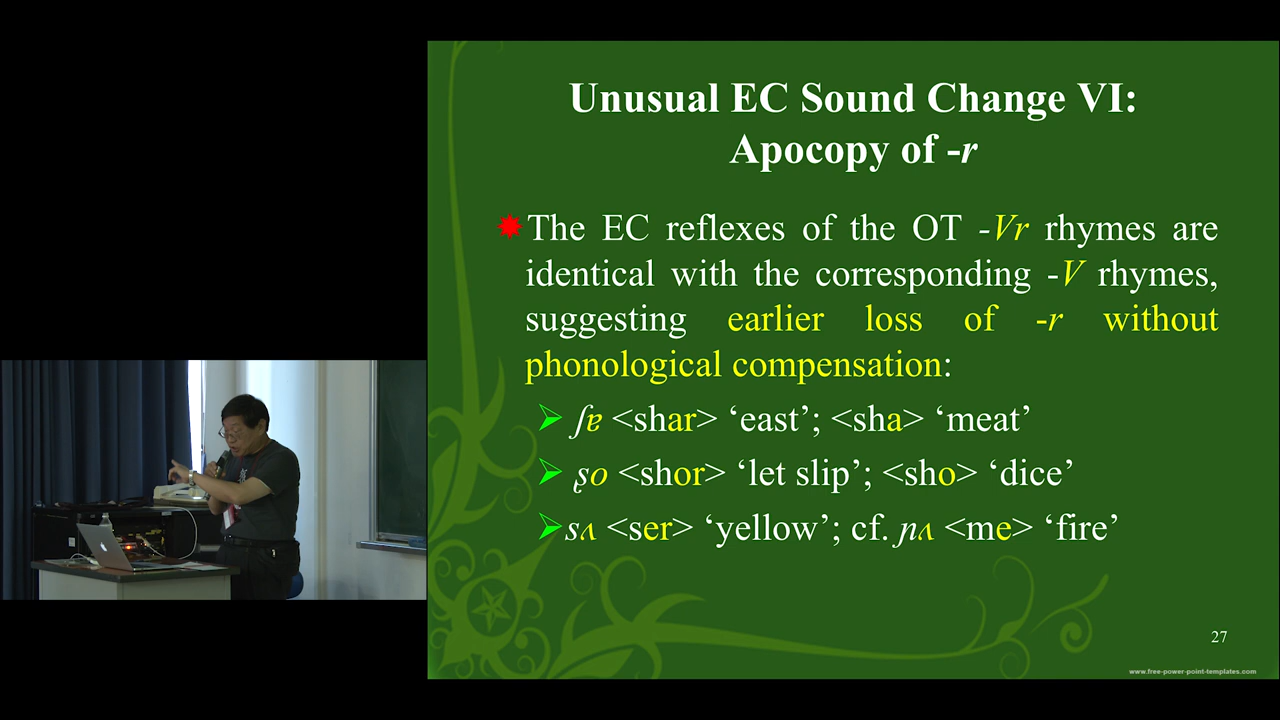 Unusual EC Sound Change VI:
Apocopy of -r
The EC reflexes of the OT -Vr rhymes are
identical with the corresponding -V rhymes,
suggesting earlier loss of -r without
phonological compensation:
ʃɐ <shar> ‘east’; <sha> ‘meat’
ʂo <shor> ‘let slip’; <sho> ‘dice’
sʌ <ser> ‘yellow’; cf. ɲʌ <me> ‘fire’
27
www.free-power-point-templates.com